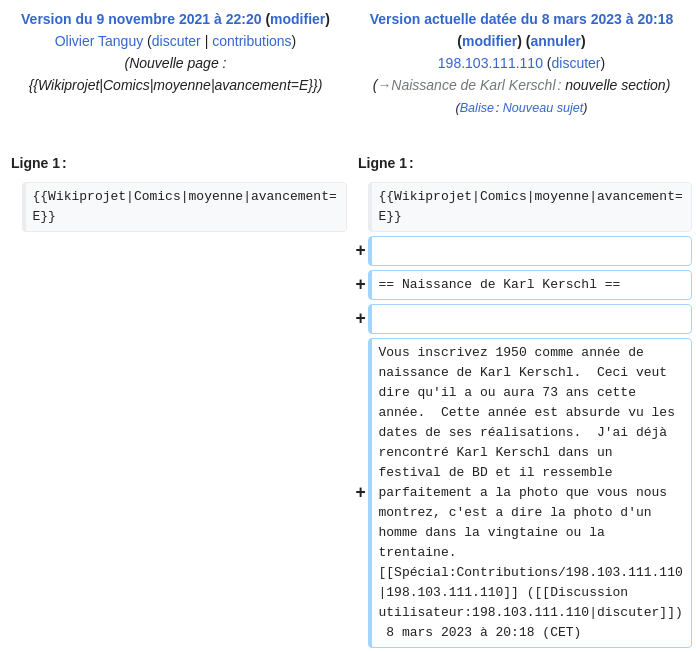 Version du 9 novembre 2021 à 22:20 (modifier)
Olivier Tanguy (discuter | contributions)
(Nouvelle page :
{{Wikiprojet|Comics|moyenne|avancement=E}})
Version actuelle datée du 8 mars 2023 à 20:18
(modifier) (annuler)
198.103.111.110 (discuter)
(→Naissance de Karl Kerschl : nouvelle section)
(Balise : Nouveau sujet)
Ligne 1 :
Ligne 1 :
{{Wikiprojet|Comics|moyenne|avancement=
E}}
{{Wikiprojet|Comics|moyenne|avancement=
E}}
+
+ == Naissance de Karl Kerschl ==
+
Vous inscrivez 1950 comme année de
naissance de Karl Kerschl.  Ceci veut
dire qu'il a ou aura 73 ans cette
année.  Cette année est absurde vu les
dates de ses réalisations.  J'ai déjà
rencontré Karl Kerschl dans un
festival de BD et il ressemble
+ parfaitement a la photo que vous nous
montrez, c'est a dire la photo d'un
homme dans la vingtaine ou la
trentaine.
[[Spécial:Contributions/198.103.111.110
|198.103.111.110]] ([[Discussion
utilisateur:198.103.111.110|discuter]])
8 mars 2023 à 20:18 (CET)